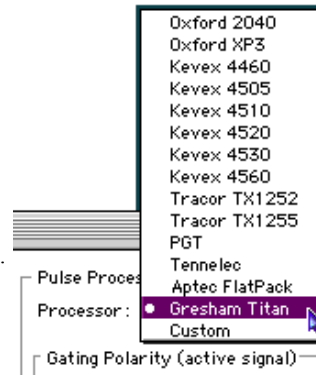 Oxford 2040
Oxford XP3
Kevex 4460
Kevex 4505
Kevex 4510
Kevex 4520
Kevex 4530
Kevex 4560
Tracor TX1252
Tracor TX1255
PGT
Tennelec
Aptec FlatPack
Pulse Proces
Processor: Gresham Titan
Custom
Gating Polarity (active signal)